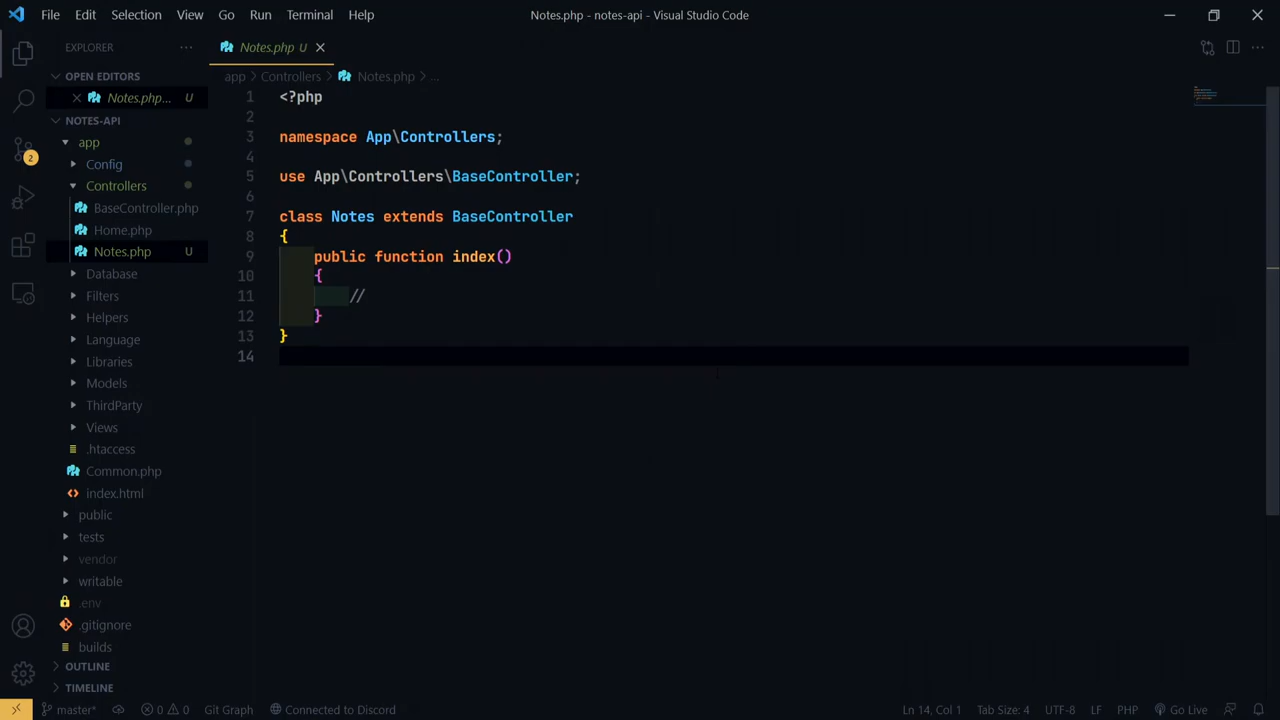 File Edit Selection View Go Run Terminal Help Notes.php - notes-api - Visual Studio Code
EXPLORER ...
Notes.php U
OPEN EDITORS
Notes.php... U
NOTES-API
app
Config
Controllers
BaseController.php
Home.php
Notes.php U
Database
Filters
Helpers
Language
Libraries
Models
ThirdParty
Views
.htaccess
Common.php
index.html
public
tests
vendor
writable
.env
.gitignore
builds
OUTLINE
TIMELINE
2
app > Controllers > Notes.php > ...
1 <?php
2
3 namespace App\Controllers;
4
5 use App\Controllers\BaseController;
6
7 class Notes extends BaseController
8 {
9 public function index()
10 {
11 //
12 }
13 }
14
master* 0 0 Git Graph Connected to Discord Ln 14, Col 1 Tab Size: 4 UTF-8 LF PHP Go Live